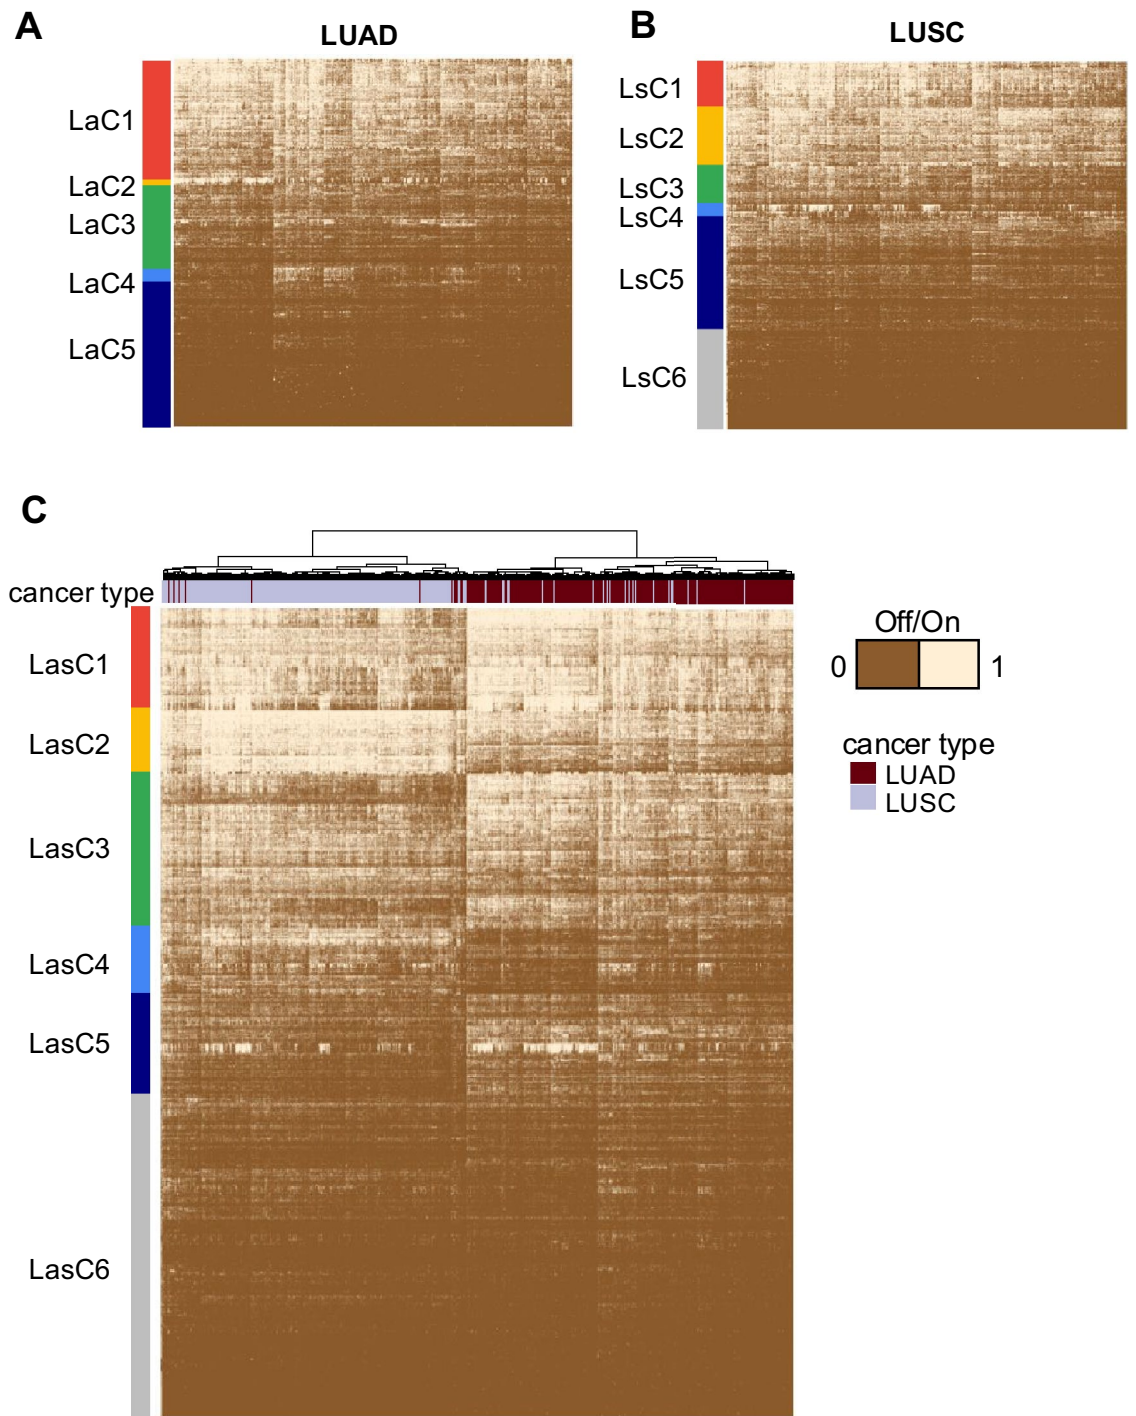 A
LUAD
LaC1
LaC2
LaC3
LaC4
LaC5
B
LUSC
LsC1
LsC2
LsC3
LsC4
LsC5
LsC6
C
cancer type
LasC1
LasC2
LasC3
LasC4
LasC5
LasC6
Off/On
0 1
cancer type
LUAD
LUSC